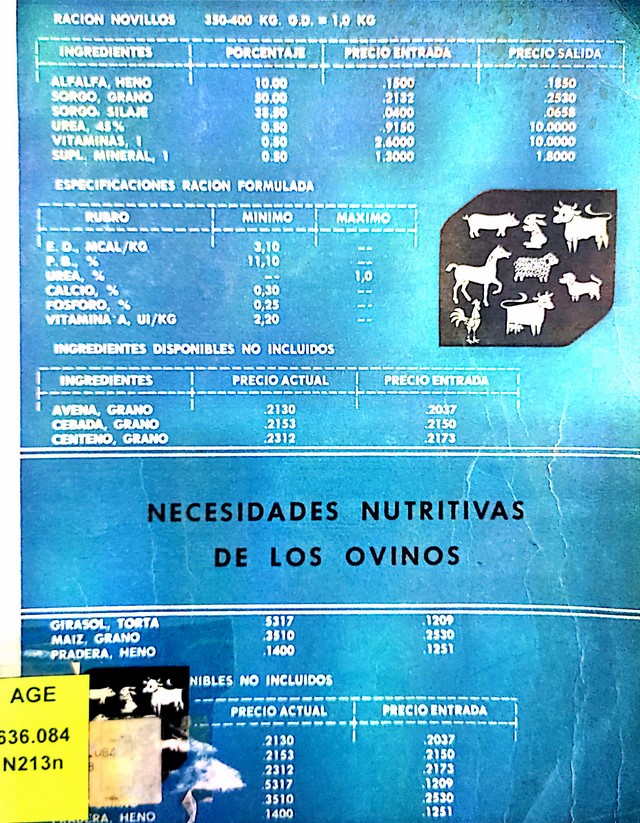 RACION NOVILLOS 350-400 KG. G.D. = 1,0 KG
INGREDIENTES PORCENTAJE PRECIO ENTRADA PRECIO SALIDA
ALFALFA, HENO 10.00 .1500 .1850
SORGO, GRANO 50.00 .2132 .2530
SORGO, SILAJE 38.50 .0400 .0658
UREA, 45% 0.50 .9150 10.0000
VITAMINAS, 1 0.50 2.6000 10.0000
SUPL. MINERAL, 1 0.50 1.3000 1.8000
ESPECIFICACIONES RACION FORMULADA
RUBRO MINIMO MAXIMO
E. D., MCAL/KG 3,10 --
P. B., % 11,10 --
UREA, % -- 1,0
CALCIO, % 0,30 --
FOSFORO, % 0,25 --
VITAMINA A, UI/KG 2,20 --
INGREDIENTES DISPONIBLES NO INCLUIDOS
INGREDIENTES PRECIO ACTUAL PRECIO ENTRADA
AVENA, GRANO .2130 .2037
CEBADA, GRANO .2153 .2150
CENTENO, GRANO .2312 .2173
NECESIDADES NUTRITIVAS
DE LOS OVINOS
GIRASOL, TORTA 5317 .1209
MAIZ, GRANO .3510 .2530
PRADERA, HENO .1400 .1251
NIBLES NO INCLUIDOS
PRECIO ACTUAL PRECIO ENTRADA
.2130 .2037
.2153 .2150
.2312 .2173
.5317 .1209
.3510 .2530
PRADERA, HENO 1400 .1251
AGE
636.084
N213n